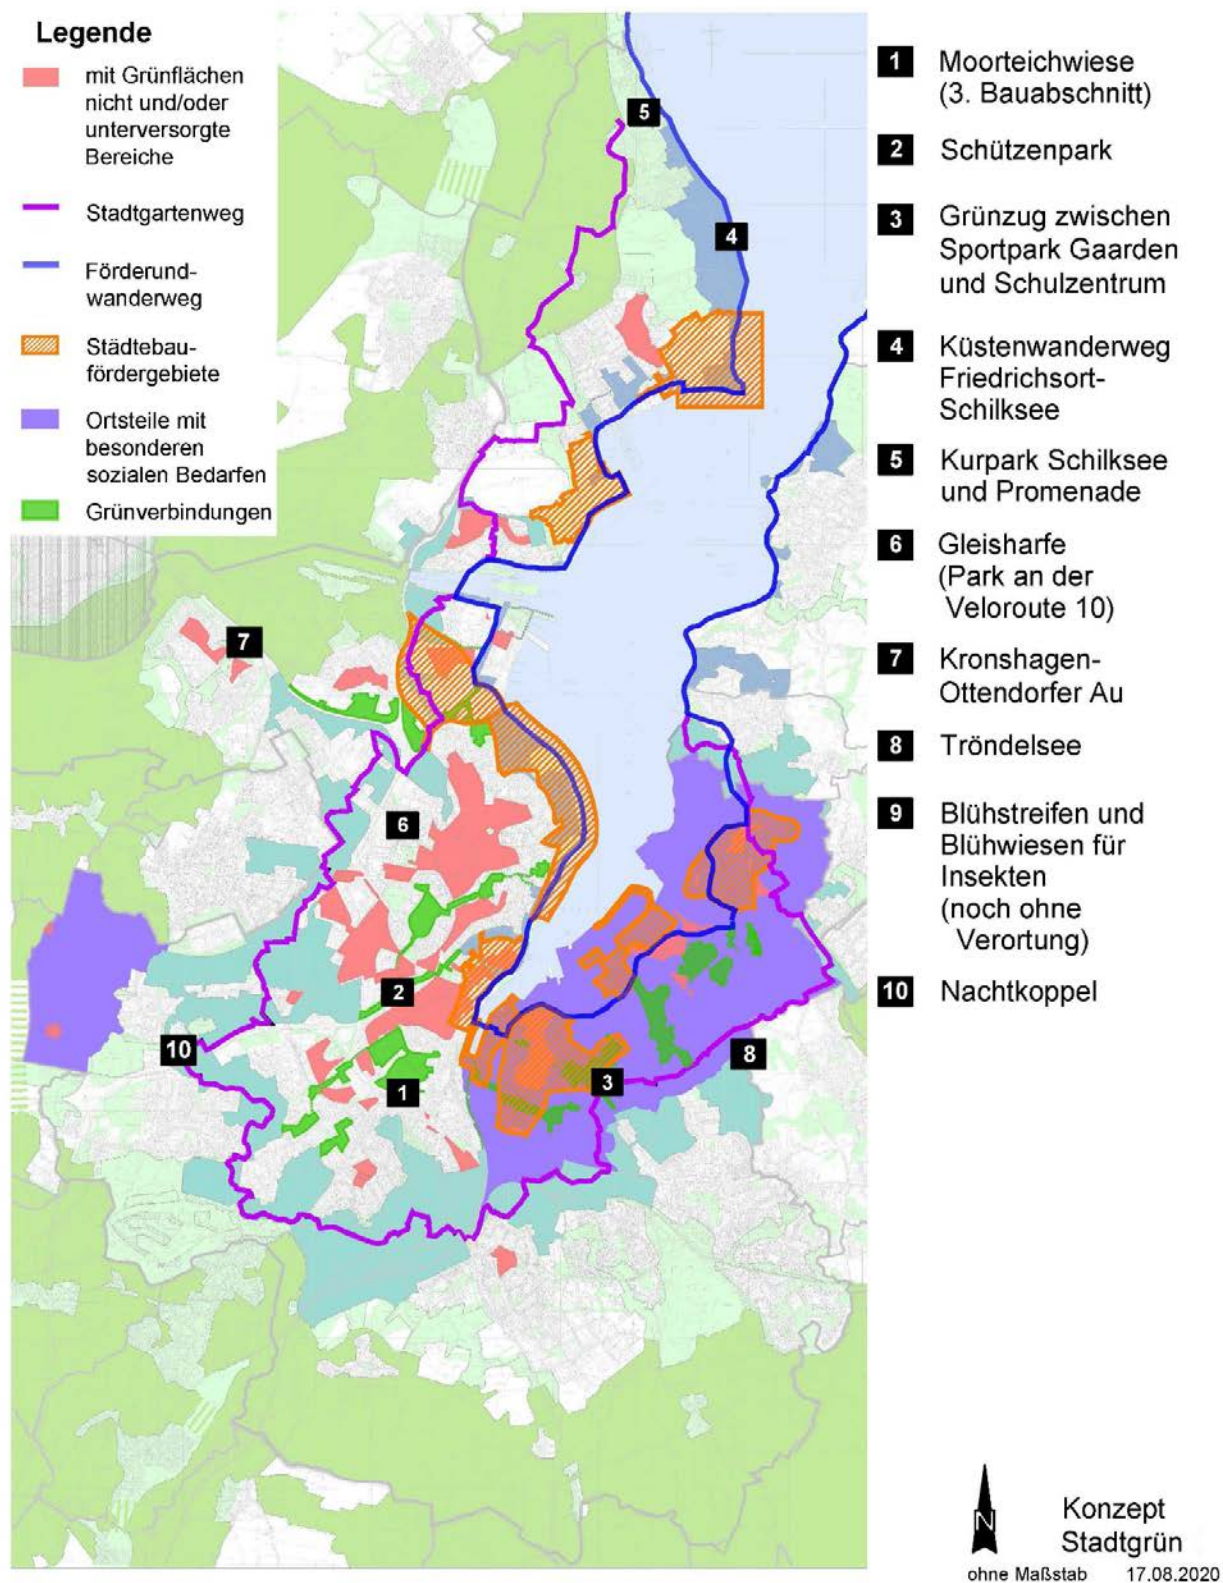 Legende
mit Grünflächen
nicht und/oder
unterversorgte
Bereiche
Stadtgartenweg
Förderund-
wanderweg
Städtebau-
fördergebiete
Ortsteile mit
besonderen
sozialen Bedarfen
Grünverbindungen
5
4
7
6
2
10
1
3
8
1 Moorteichwiese
(3. Bauabschnitt)
2 Schützenpark
3 Grünzug zwischen
Sportpark Gaarden
und Schulzentrum
4 Küstenwanderweg
Friedrichsort-
Schilksee
5 Kurpark Schilksee
und Promenade
6 Gleisharfe
(Park an der
Veloroute 10)
7 Kronshagen-
Ottendorfer Au
8 Tröndelsee
9 Blühstreifen und
Blühwiesen für
Insekten
(noch ohne
Verortung)
10 Nachtkoppel
N
Konzept
Stadtgrün
ohne Maßstab 17.08.2020